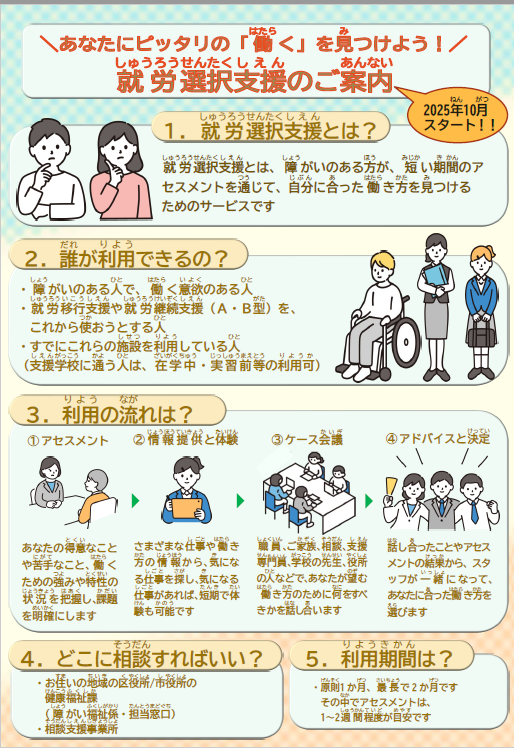 ＼あなたにピッタリの「働く」を見つけよう！／
就労選択支援のご案内
2025年10月
スタート！！
1．就労選択支援とは？
就労選択支援とは、障がいのある方が、短い期間のア
セスメントを通じて、自分に合った働き方を見つける
ためのサービスです
2．誰が利用できるの？
・障がいのある人で、働く意欲のある人
・就労移行支援や就労継続支援（A・B型）を、
これから使おうとする人
・すでにこれらの施設を利用している人
（支援学校に通う人は、在学中・実習前等の利用可）
3．利用の流れは？
①アセスメント
②情報提供と体験
③ケース会議
④アドバイスと決定
あなたの得意なこと
や苦手なこと、働く
ための強みや特性の
状況を把握し、課題
を明確にします
さまざまな仕事や働き
方の情報から、気にな
る仕事を探し、気になる
仕事があれば、短期で体
験も可能です
職員、ご家族、相談、支援
専門員、学校の先生、役所
の人などで、あなたが望む
働き方のために何をすべ
きかを話し合います
話し合ったことやアセス
メントの結果から、スタ
ッフが一緒になって、
あなたに合った働き方を
選びます
4．どこに相談すればいい？
・お住いの地域の区役所/市役所の
健康福祉課
（障がい福祉係・担当窓口）
・相談支援事業所
5．利用期間は？
・原則1か月、最長で2か月です
その中でアセスメントは、
1～2週間程度が目安です